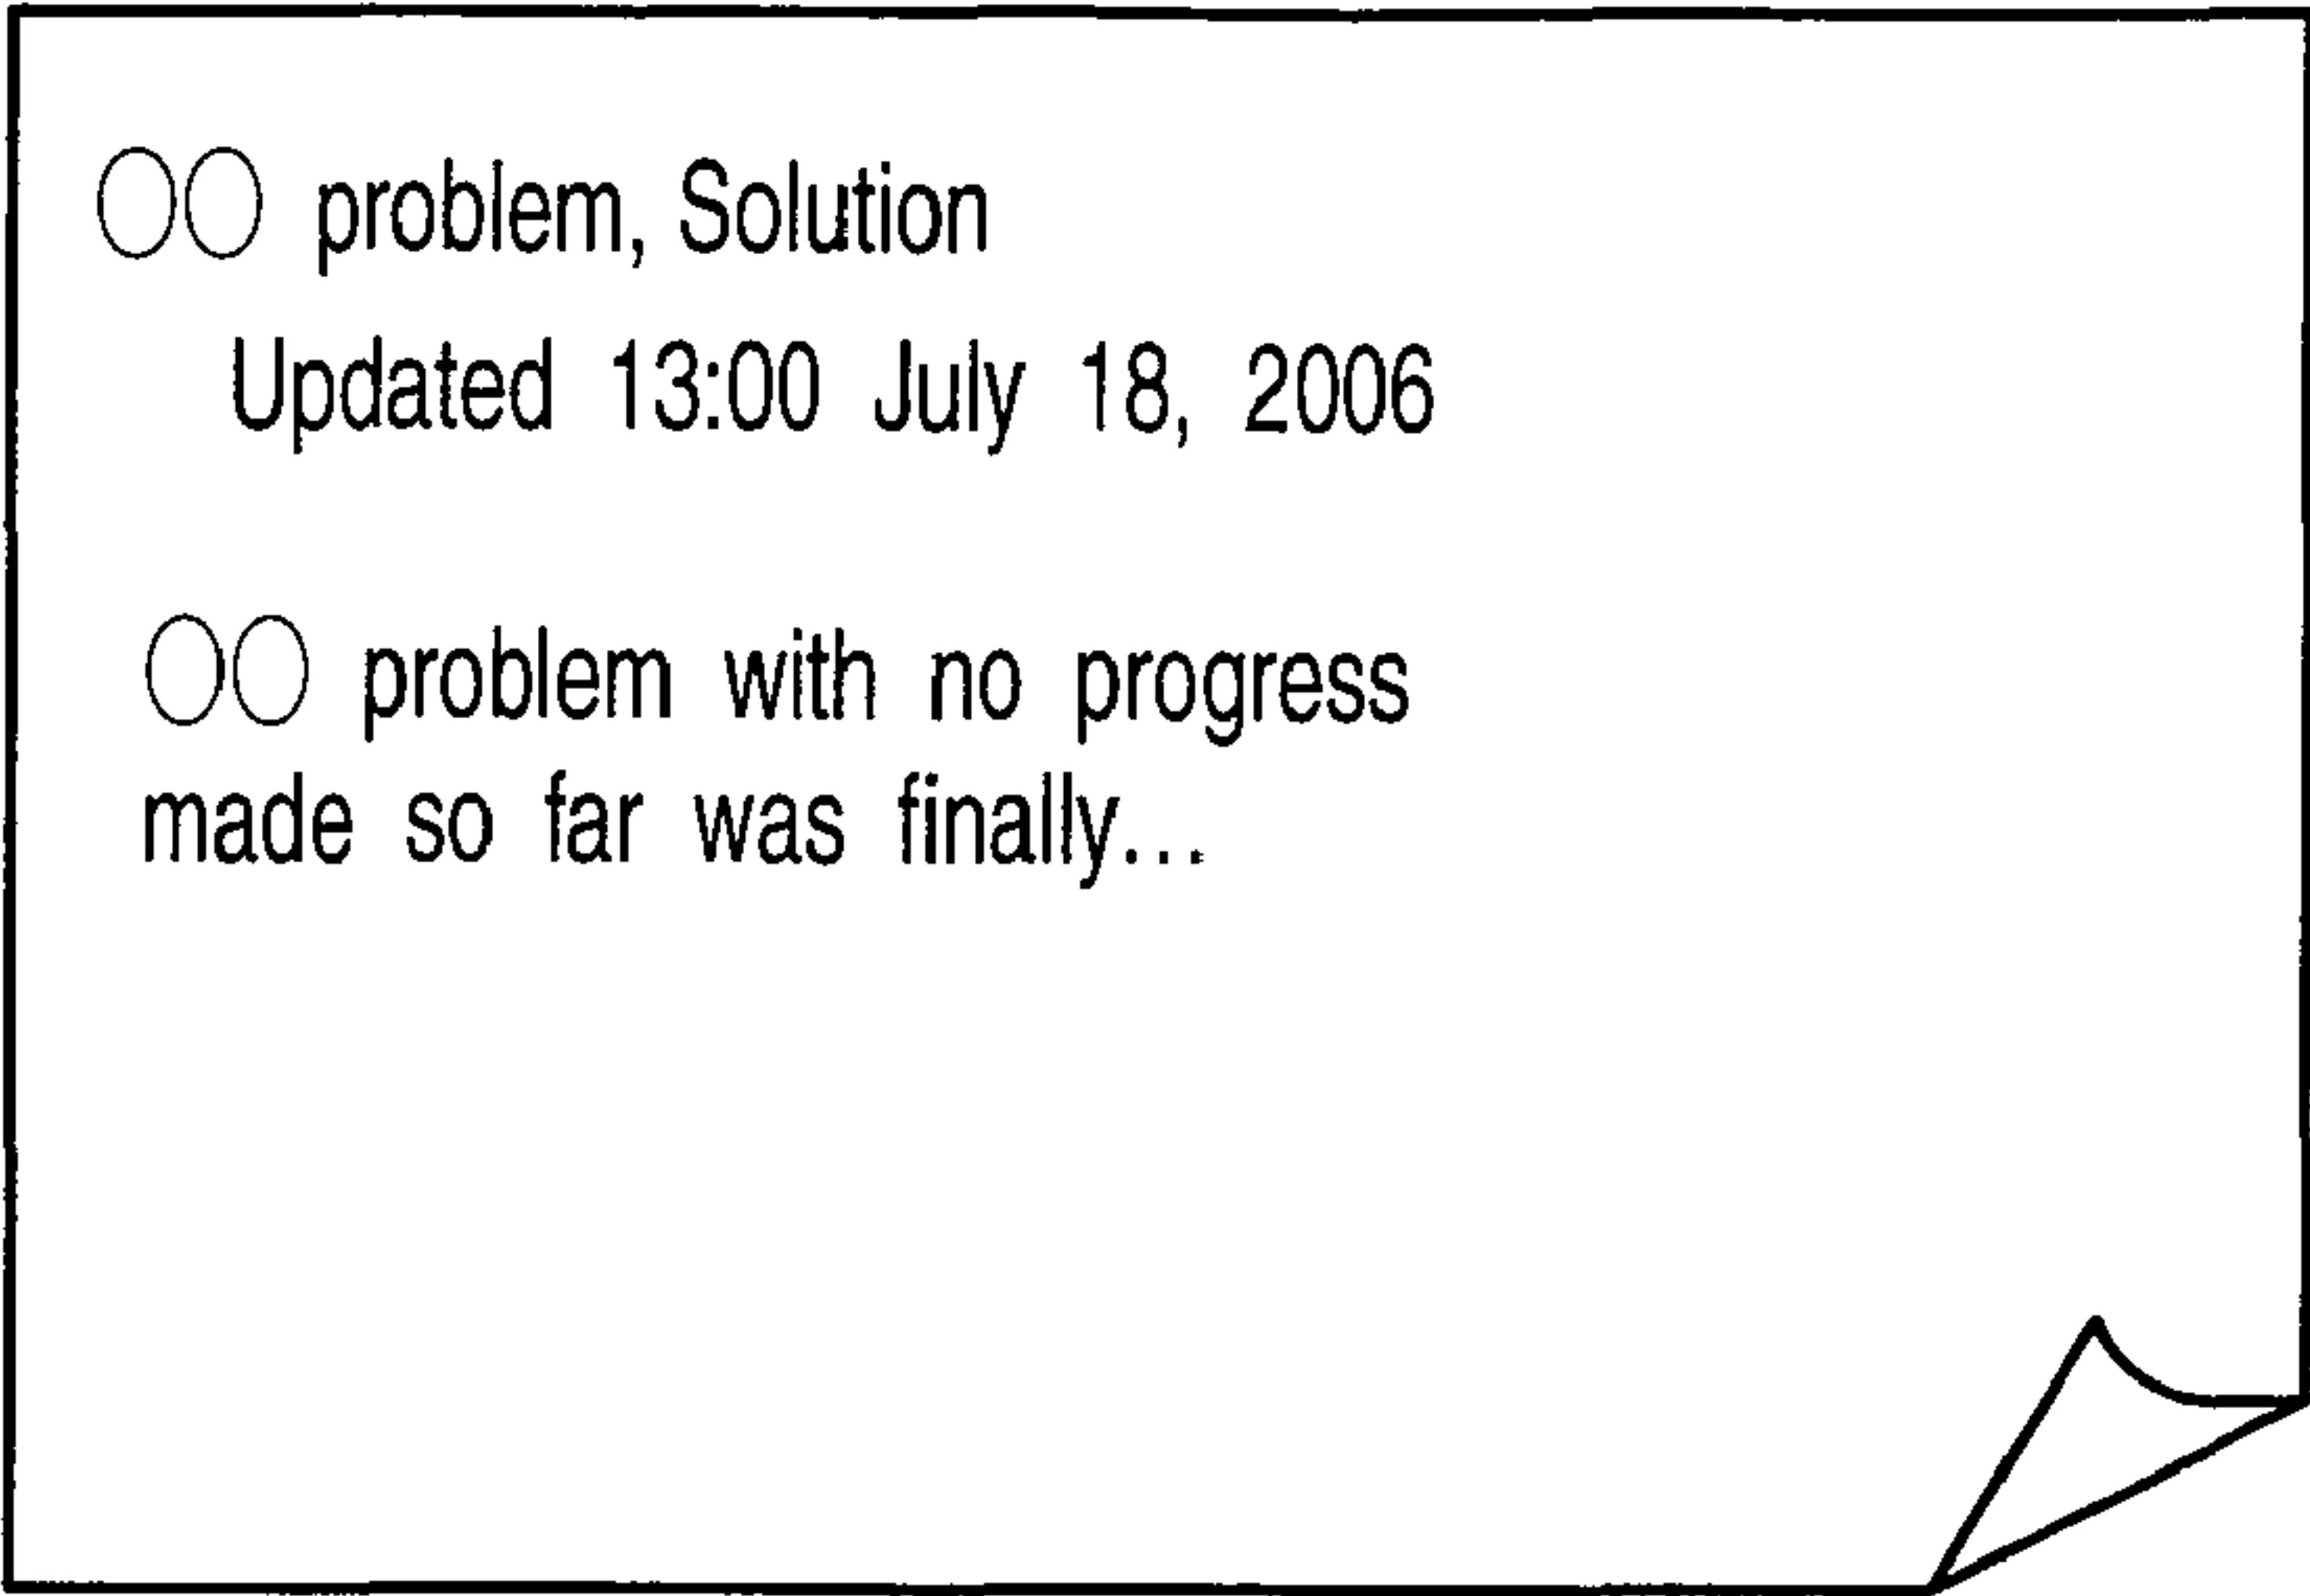 ○○ problem, Solution
Updated 13:00 July 18, 2006
○○ problem with no progress
made so far was finally...